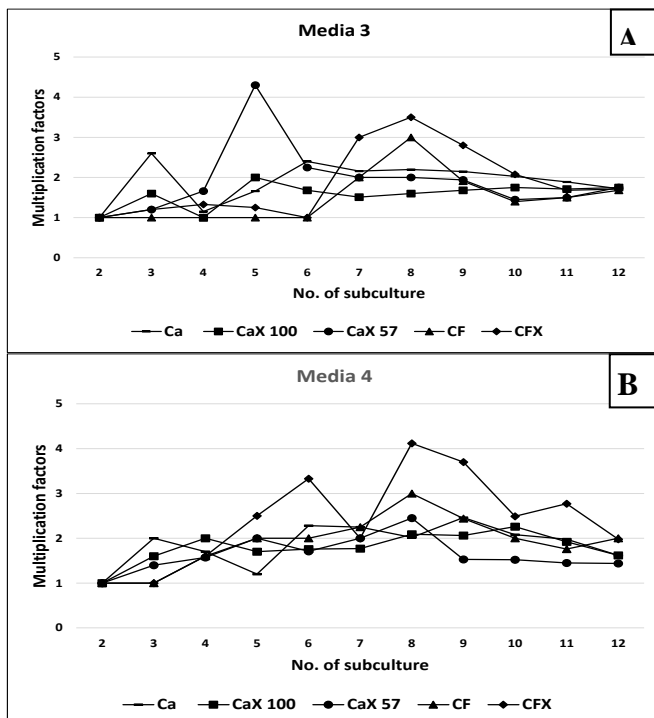 Media 3
A
5
4
3
2
1
0
Multiplication factors
2 3 4 5 6 7 8 9 10 11 12
No. of subculture
Ca CaX 100 CaX 57 CF CFX
Media 4
B
5
4
3
2
1
0
Multiplication factors
2 3 4 5 6 7 8 9 10 11 12
No. of subculture
Ca CaX 100 CaX 57 CF CFX